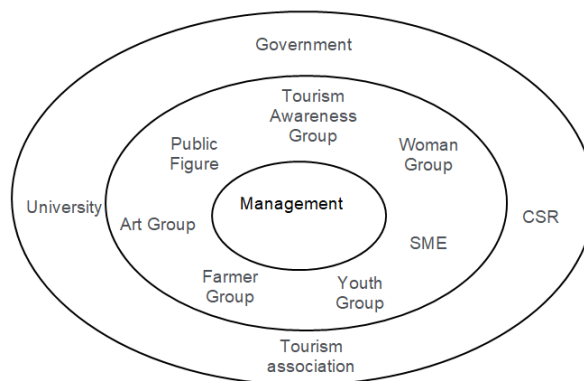 Government
Tourism
Awareness
Group
Public
Figure
Woman
Group
University
Management
Art Group
CSR
SME
Farmer
Group
Youth
Group
Tourism
association